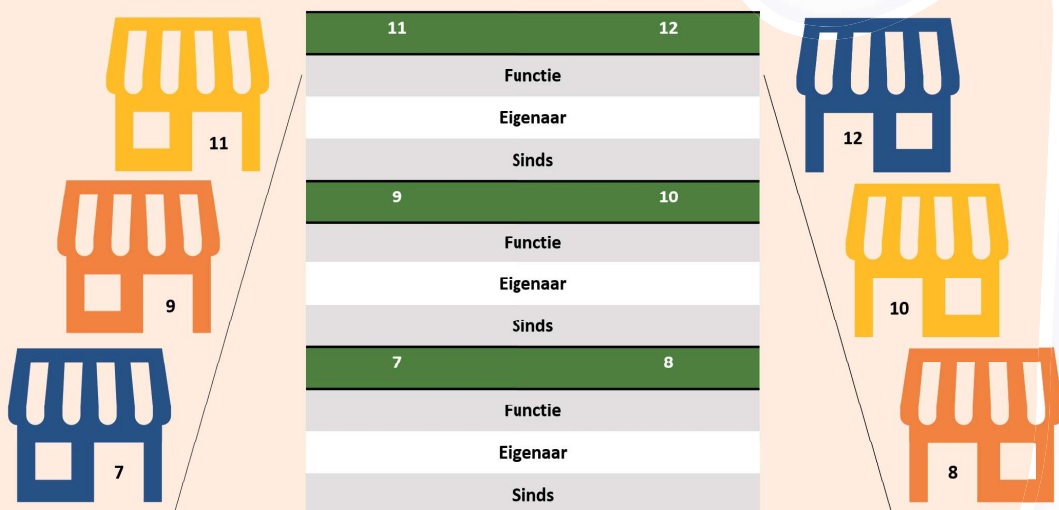 11 12
Functie
Eigenaar
Sinds
11
12
9 10
Functie
Eigenaar
Sinds
9
10
7 8
Functie
Eigenaar
Sinds
7
8